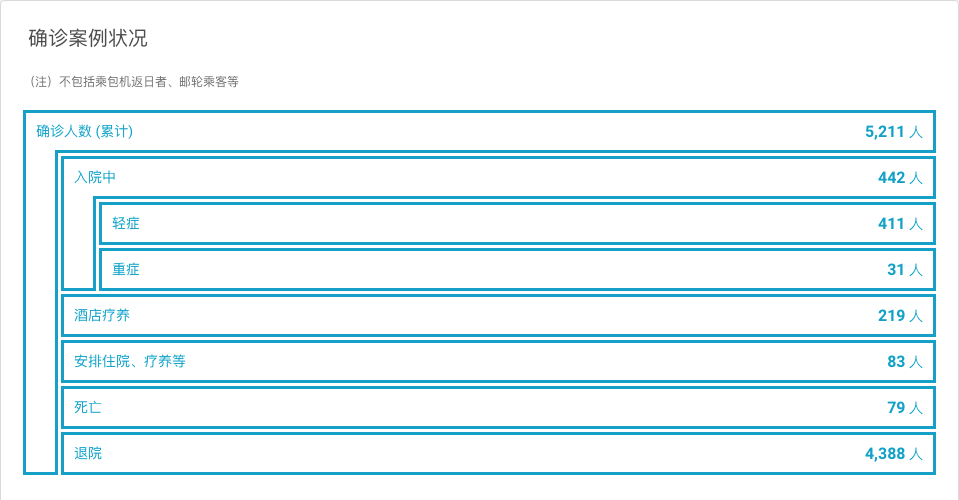 确诊案例状况
（注）不包括乘包机返日者、邮轮乘客等
确诊人数 (累计) 5,211 人
入院中 442 人
轻症 411 人
重症 31 人
酒店疗养 219 人
安排住院、疗养等 83 人
死亡 79 人
退院 4,388 人